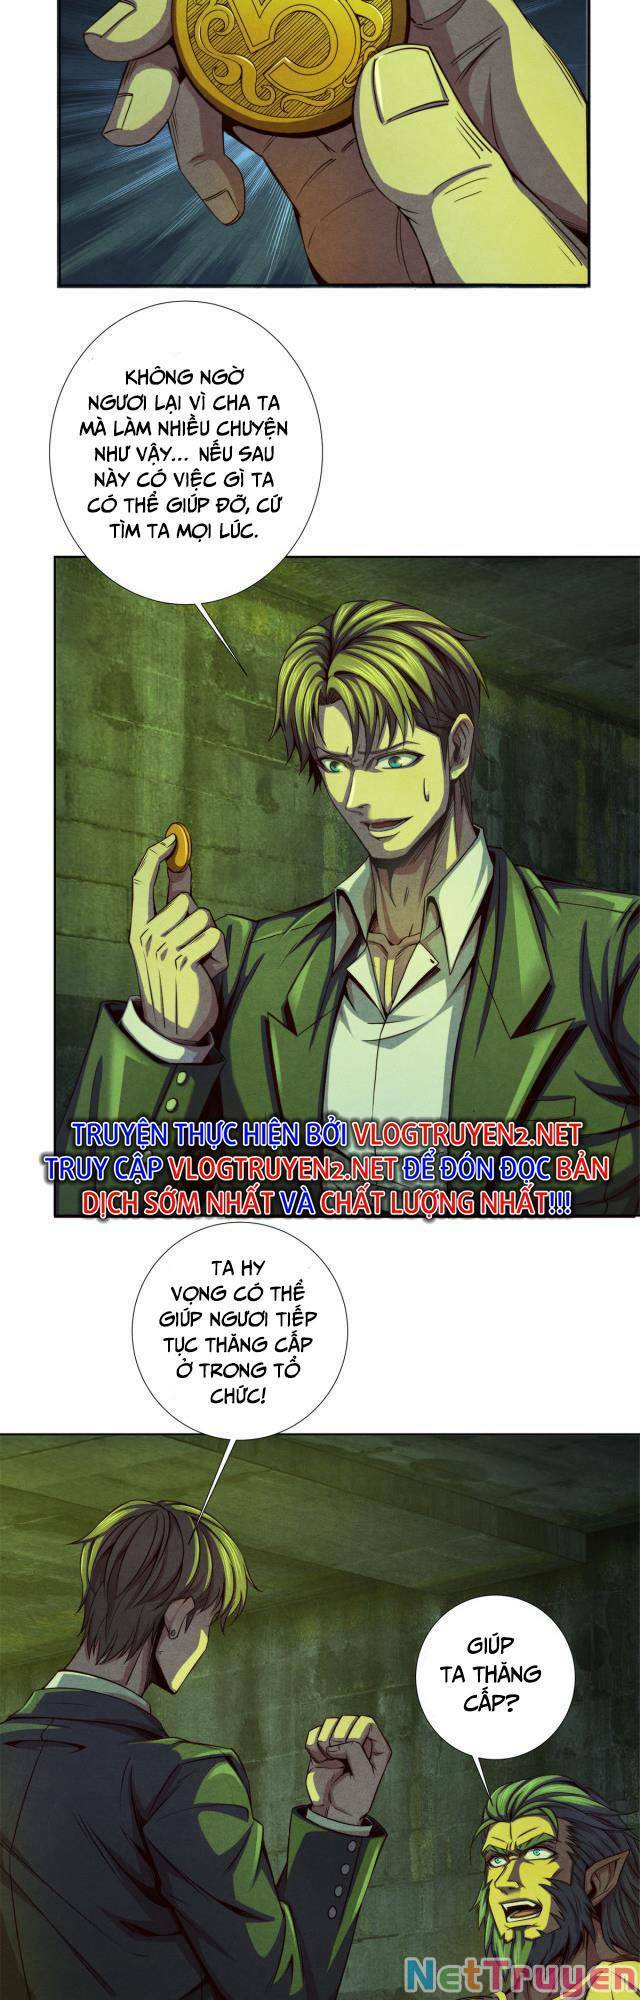 KHÔNG NGỜ
NGƯƠI LẠI VÌ CHA TA
MÀ LÀM NHIỀU CHUYỆN
NHƯ VẬY... NẾU SAU
NÀY CÓ VIỆC GÌ TA
CÓ THỂ GIÚP ĐỠ, CỨ
TÌM TA MỌI LÚC.
TRUYỆN THỰC HIỆN BỞI VLOGTRUYEN2.NET
TRUY CẬP VLOGTRUYEN2.NET ĐỂ ĐÓN ĐỌC BẢN
DỊCH SỚM NHẤT VÀ CHẤT LƯỢNG NHẤT!!!
TA HY
VỌNG CÓ THỂ
GIÚP NGƯƠI TIẾP
TỤC THĂNG CẤP
Ở TRONG TỔ
CHỨC!
GIÚP
TA THĂNG
CẤP?
NetTruyen